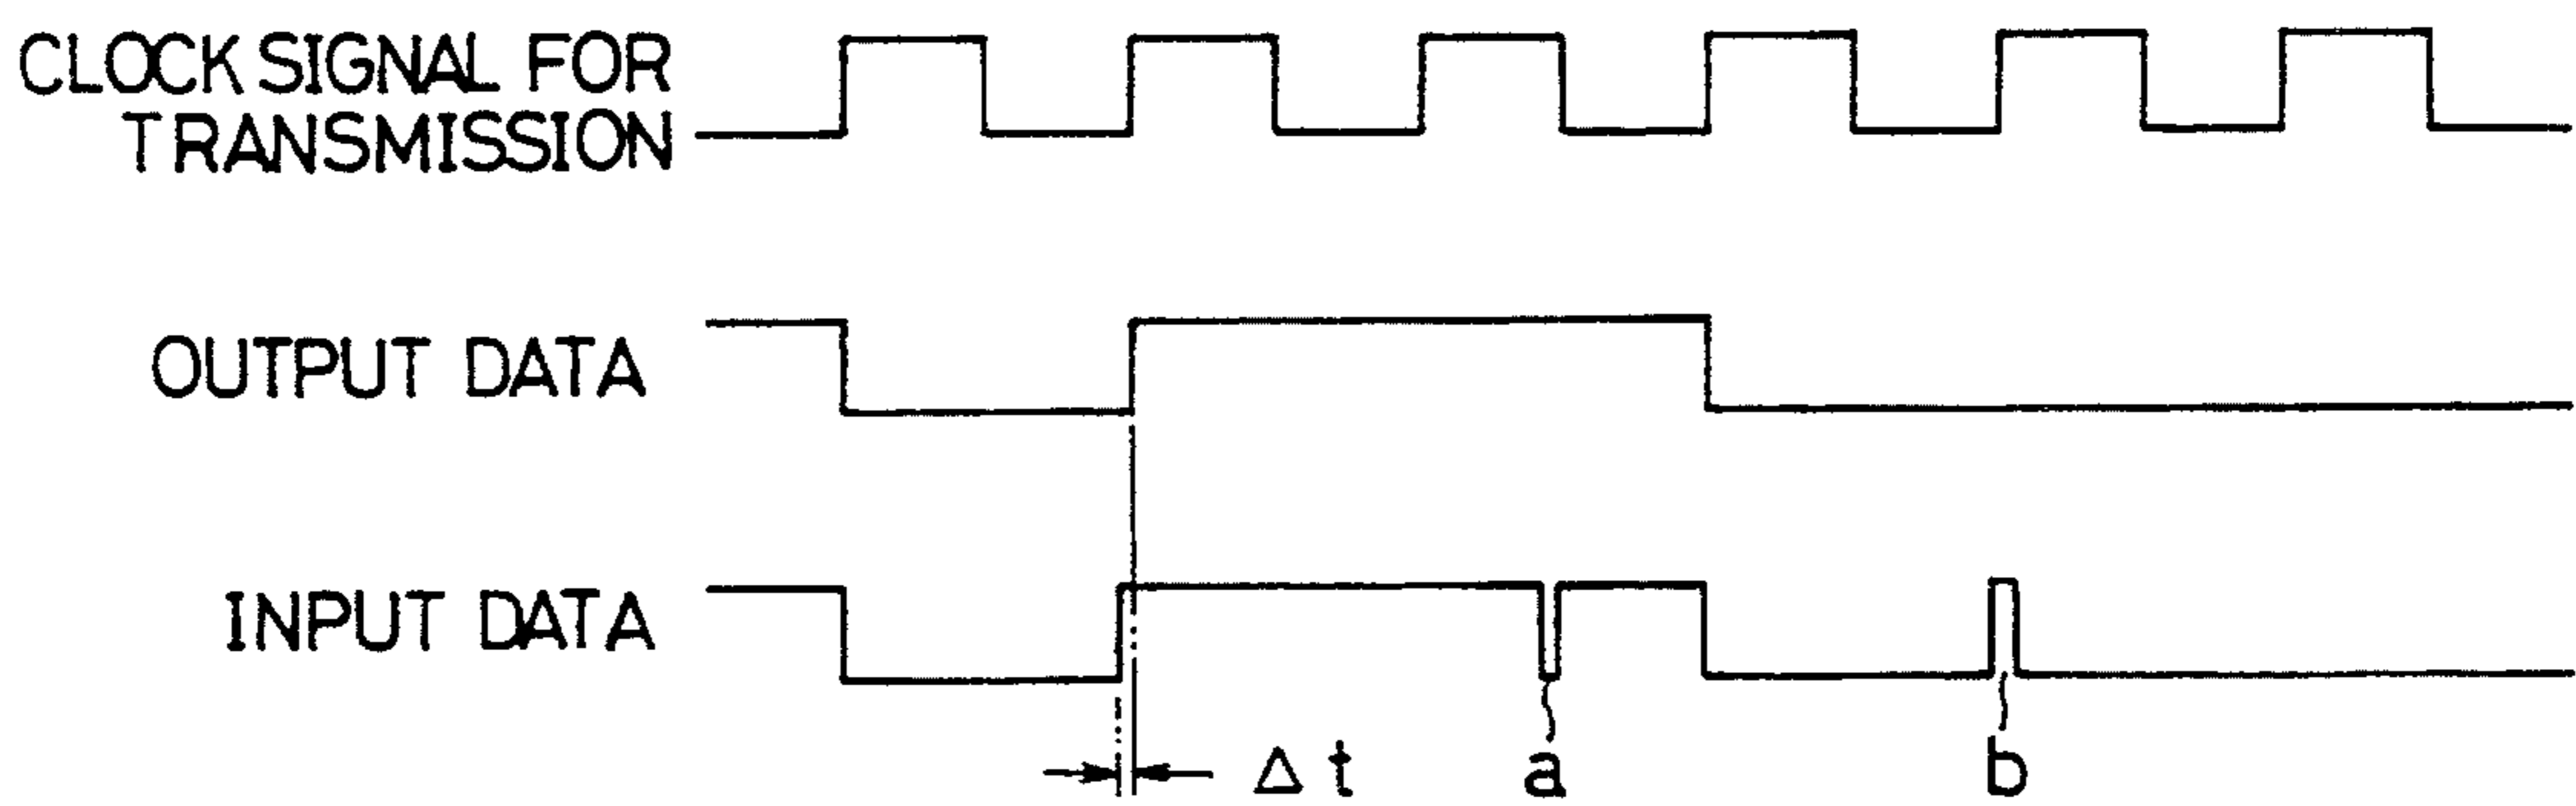 CLOCK SIGNAL FOR
TRANSMISSION
OUTPUT DATA
INPUT DATA
Δt
a
b